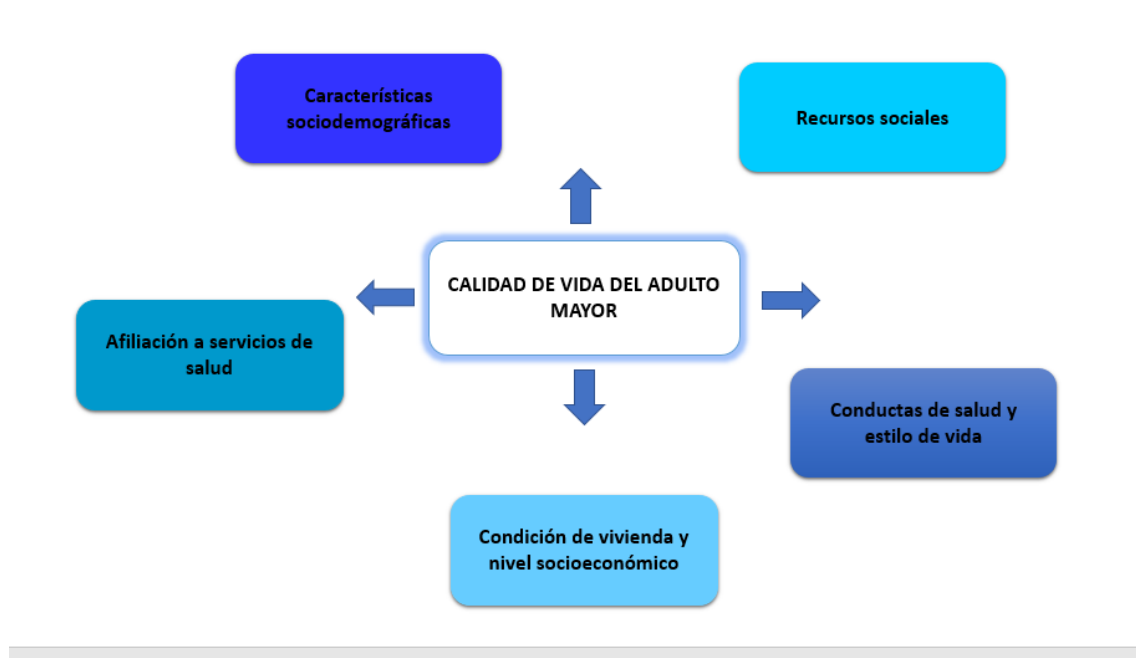 Características
sociodemográficas
Recursos sociales
CALIDAD DE VIDA DEL ADULTO
MAYOR
Afiliación a servicios de
salud
Conductas de salud y
estilo de vida
Condición de vivienda y
nivel socioeconómico